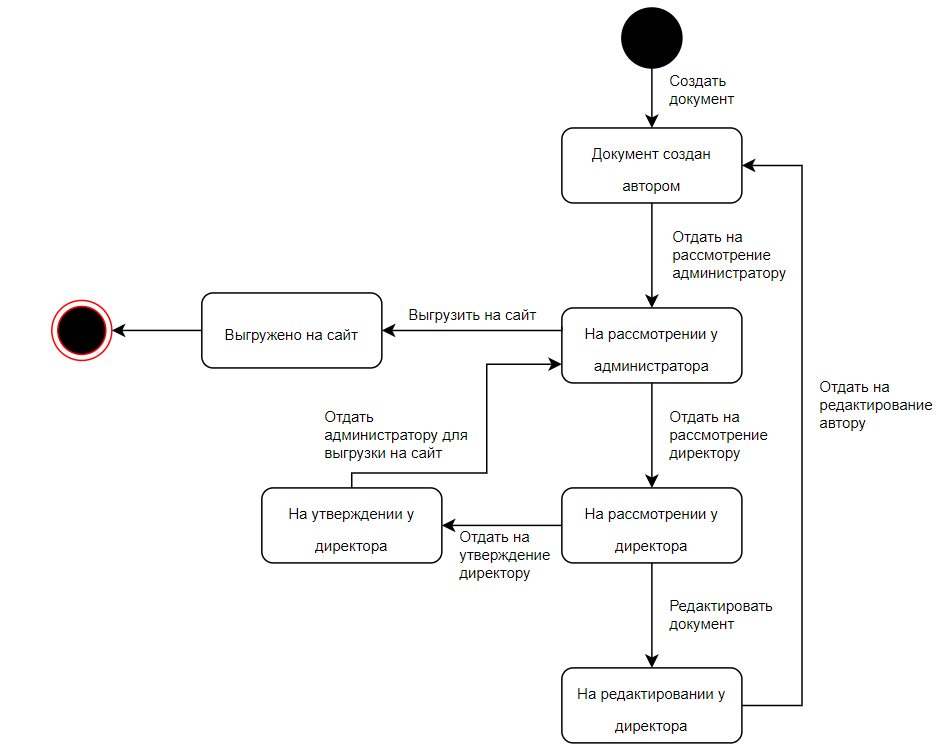 Создать
документ
Документ создан
автором
Отдать на
рассмотрение
администратору
Выгружено на сайт
Выгрузить на сайт
На рассмотрении у
администратора
Отдать на
редактирование
автору
Отдать
администратору для
выгрузки на сайт
Отдать на
рассмотрение
директору
На утверждении у
директора
Отдать на
утверждение
директору
На рассмотрении у
директора
Редактировать
документ
На редактировании у
директора